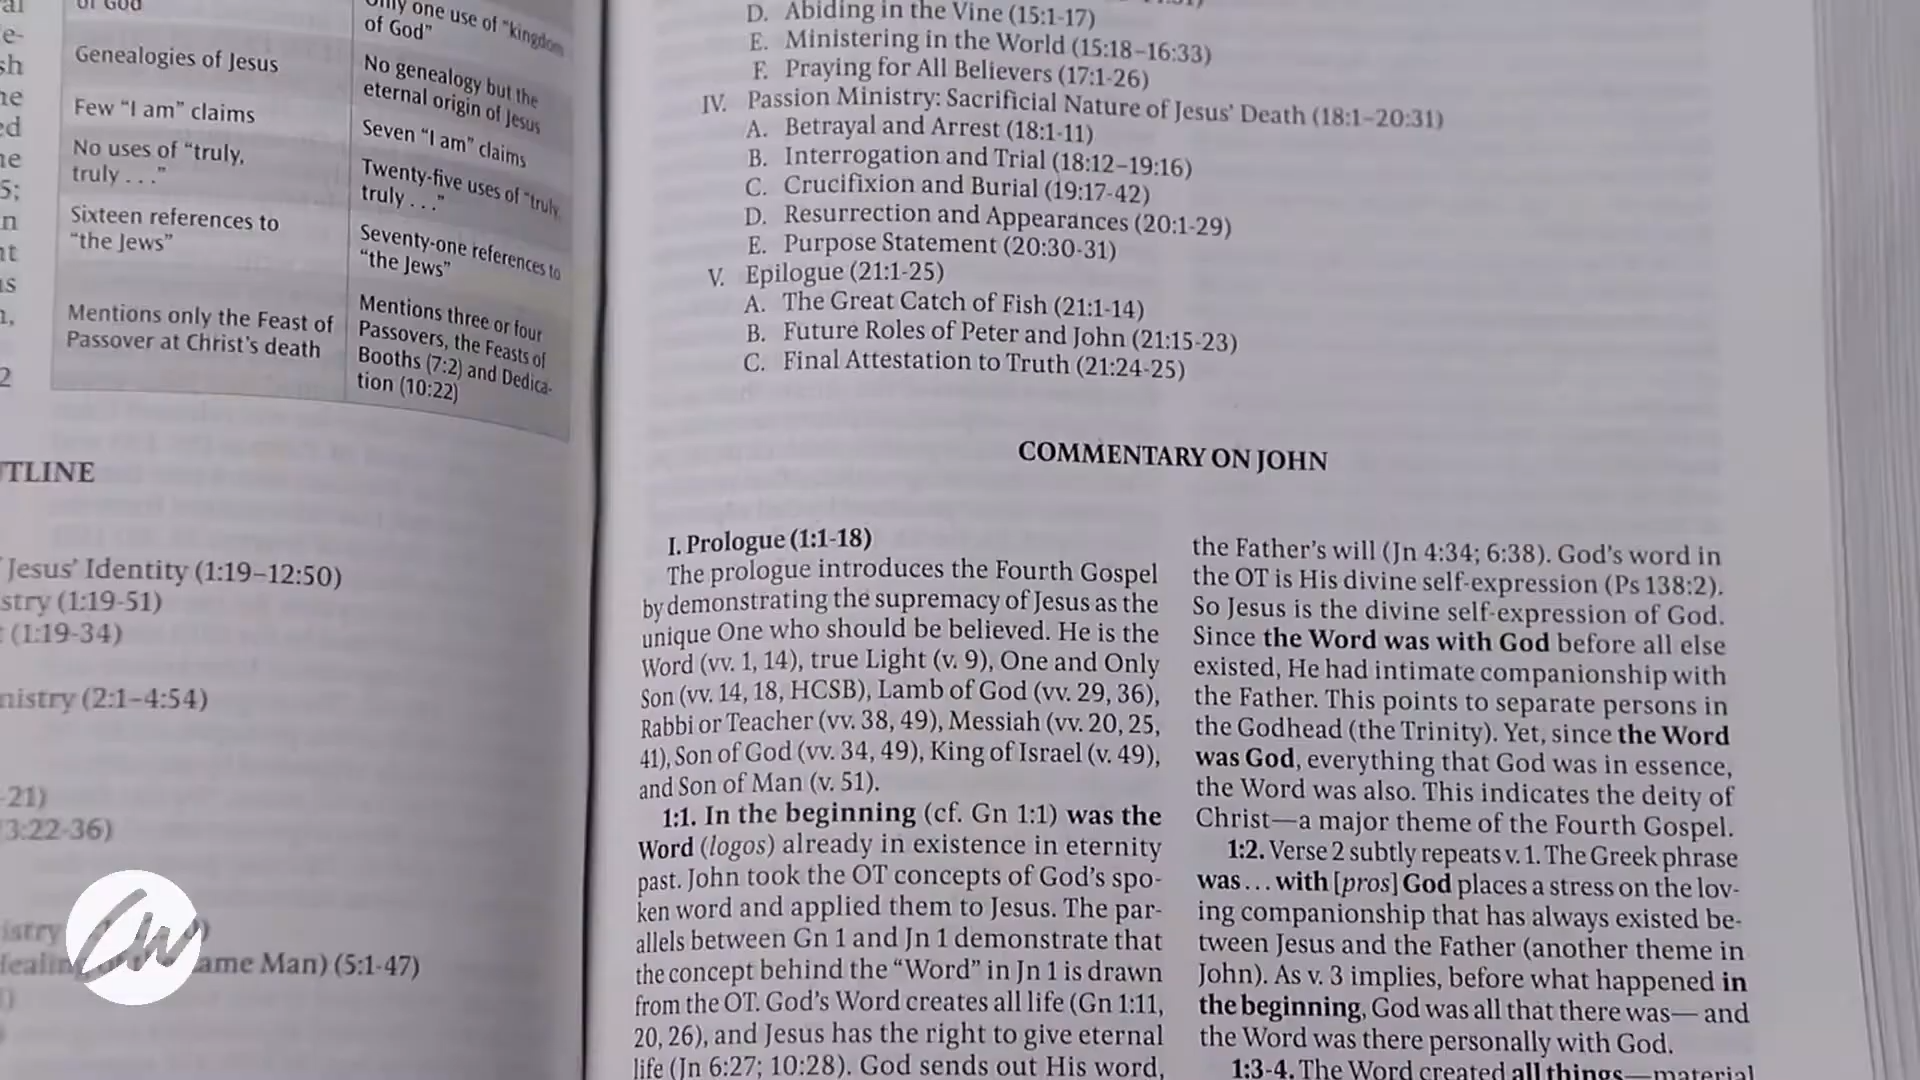 of God
Only one use of "kingdom
of God"
Genealogies of Jesus
No genealogy but the
eternal origin of Jesus
Few "I am" claims
Seven "I am" claims
No uses of "truly,
truly . . ."
Twenty-five uses of "truly,
truly . . ."
Sixteen references to
"the Jews"
Seventy-one references to
"the Jews"
Mentions only the Feast of
Passover at Christ's death
Mentions three or four
Passovers, the Feasts of
Booths (7:2) and Dedica-
tion (10:22)
TLINE
Jesus' Identity (1:19–12:50)
stry (1:19-51)
(1:19-34)
nistry (2:1–4:54)
-21)
3:22-36)
istry
ame Man) (5:1-47)
D. Abiding in the Vine (15:1-17)
E. Ministering in the World (15:18–16:33)
F. Praying for All Believers (17:1-26)
IV. Passion Ministry: Sacrificial Nature of Jesus' Death (18:1–20:31)
A. Betrayal and Arrest (18:1-11)
B. Interrogation and Trial (18:12–19:16)
C. Crucifixion and Burial (19:17-42)
D. Resurrection and Appearances (20:1-29)
E. Purpose Statement (20:30-31)
V. Epilogue (21:1-25)
A. The Great Catch of Fish (21:1-14)
B. Future Roles of Peter and John (21:15-23)
C. Final Attestation to Truth (21:24-25)
COMMENTARY ON JOHN
I. Prologue (1:1-18)
The prologue introduces the Fourth Gospel
by demonstrating the supremacy of Jesus as the
unique One who should be believed. He is the
Word (vv. 1, 14), true Light (v. 9), One and Only
Son (vv. 14, 18, HCSB), Lamb of God (vv. 29, 36),
Rabbi or Teacher (vv. 38, 49), Messiah (vv. 20, 25,
41), Son of God (vv. 34, 49), King of Israel (v. 49),
and Son of Man (v. 51).
1:1. In the beginning (cf. Gn 1:1) was the
Word (logos) already in existence in eternity
past. John took the OT concepts of God's spo-
ken word and applied them to Jesus. The par-
allels between Gn 1 and Jn 1 demonstrate that
the concept behind the "Word" in Jn 1 is drawn
from the OT. God's Word creates all life (Gn 1:11,
20, 26), and Jesus has the right to give eternal
life (Jn 6:27; 10:28). God sends out His word,
the Father's will (Jn 4:34; 6:38). God's word in
the OT is His divine self-expression (Ps 138:2).
So Jesus is the divine self-expression of God.
Since the Word was with God before all else
existed, He had intimate companionship with
the Father. This points to separate persons in
the Godhead (the Trinity). Yet, since the Word
was God, everything that God was in essence,
the Word was also. This indicates the deity of
Christ—a major theme of the Fourth Gospel.
1:2. Verse 2 subtly repeats v. 1. The Greek phrase
was . . . with [pros] God places a stress on the lov-
ing companionship that has always existed be-
tween Jesus and the Father (another theme in
John). As v. 3 implies, before what happened in
the beginning, God was all that there was— and
the Word was there personally with God.
1:3-4. The Word created all things—material